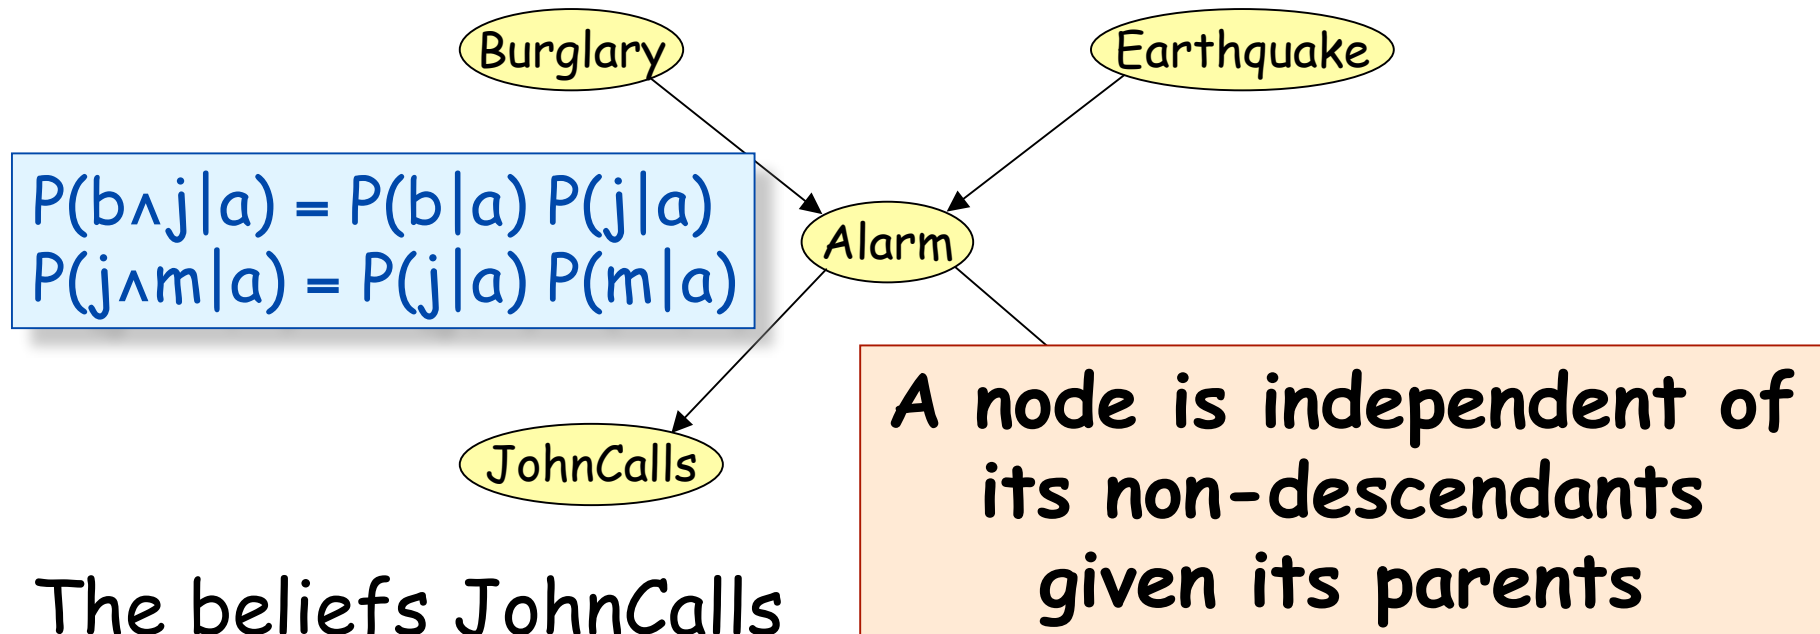 Burglary
Earthquake
P(b∧j|a) = P(b|a) P(j|a)
P(j∧m|a) = P(j|a) P(m|a)
Alarm
A node is independent of
its non-descendants
given its parents
JohnCalls
The beliefs JohnCalls